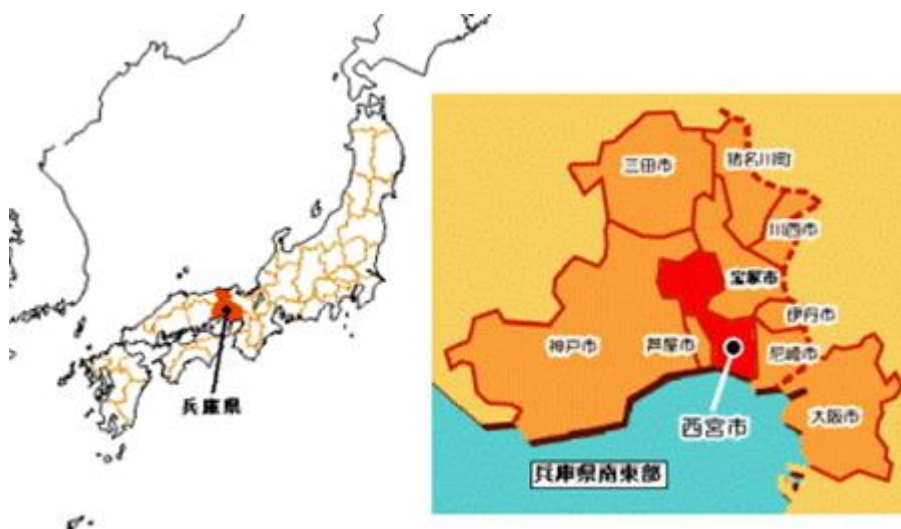 兵庫県
三田市
猪名川町
川西市
宝塚市
伊丹市
神戸市
芦屋市
尼崎市
西宮市
大阪市
兵庫県南東部